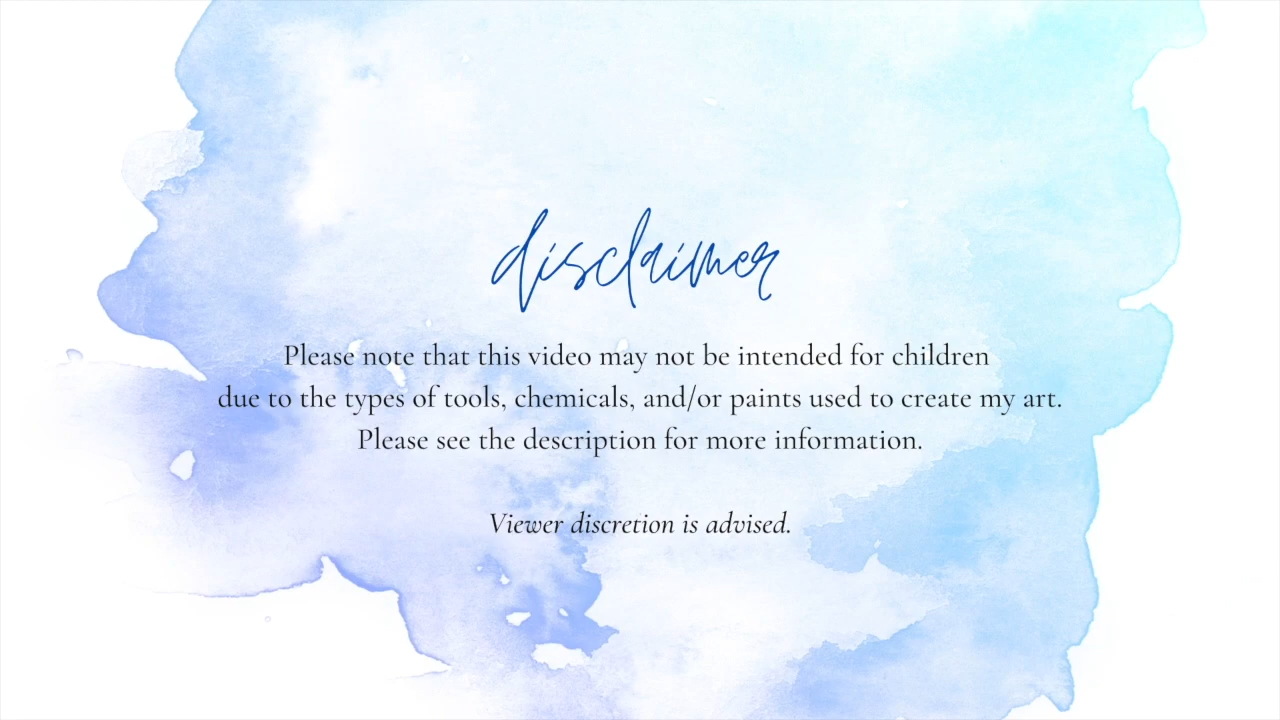 disclaimer
Please note that this video may not be intended for children
due to the types of tools, chemicals, and/or paints used to create my art.
Please see the description for more information.
Viewer discretion is advised.